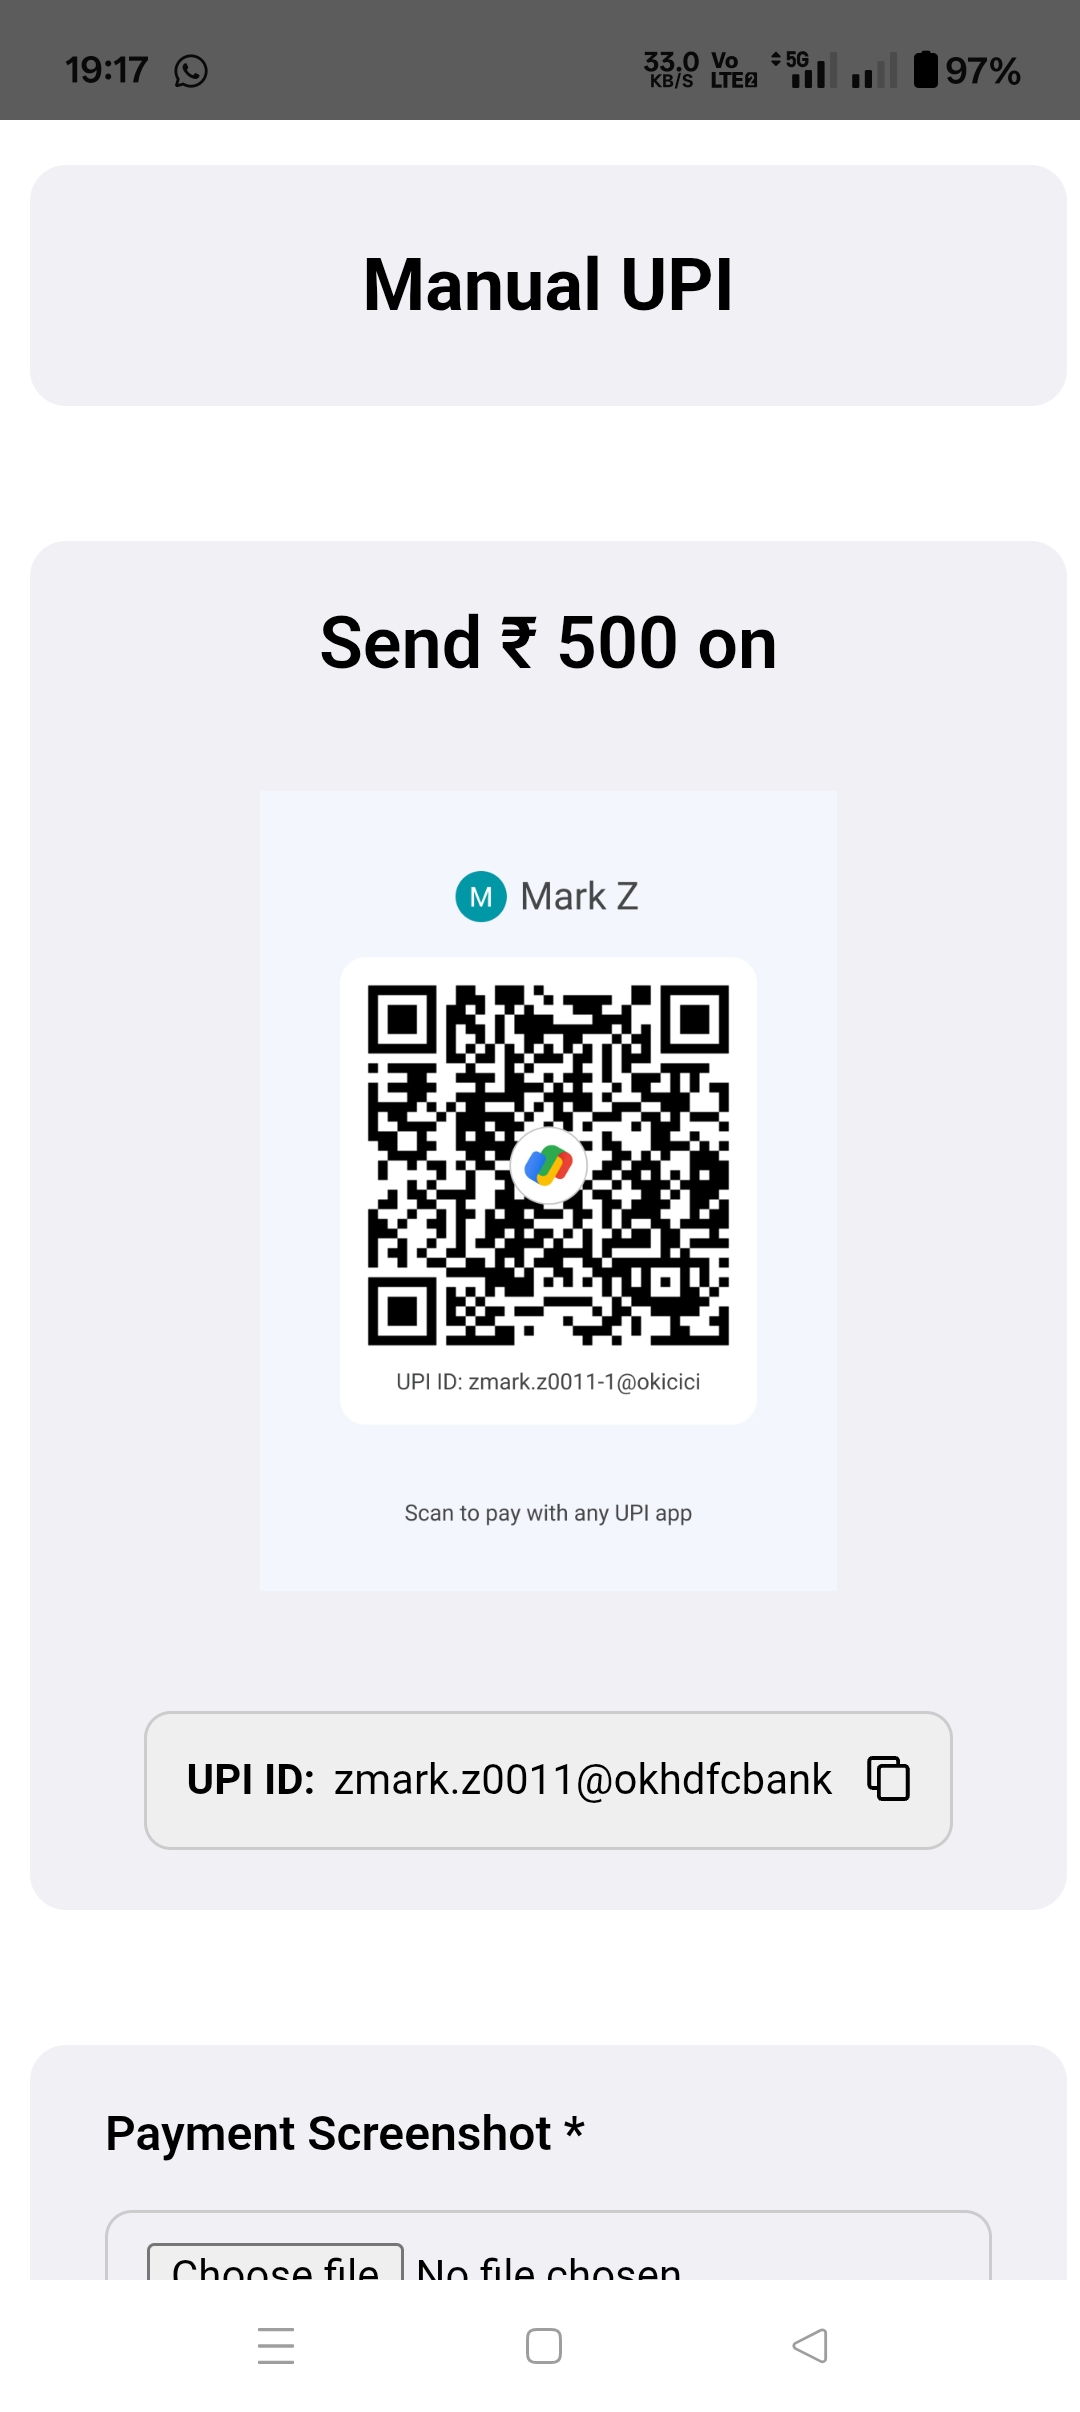 19:17
33.0 KB/S Vo LTE 2 5G 97%
Manual UPI
Send ₹ 500 on
M Mark Z
UPI ID: zmark.z0011-1@okicici
Scan to pay with any UPI app
UPI ID: zmark.z0011@okhdfcbank
Payment Screenshot *
Choose file No file chosen